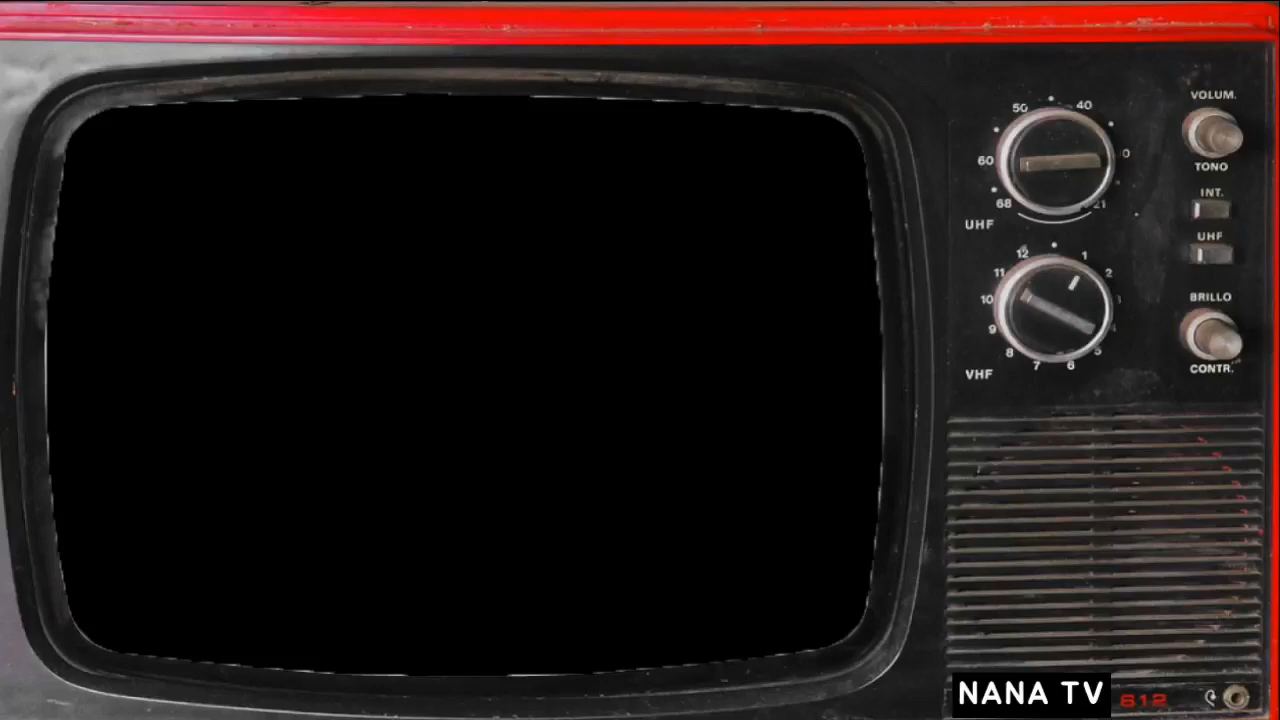 50 40
60 0
68 21
UHF
12 1
11 2
10
9
8 5
7 6
VHF
VOLUM.
TONO
INT.
UHF
BRILLO
CONTR.
NANA TV 612